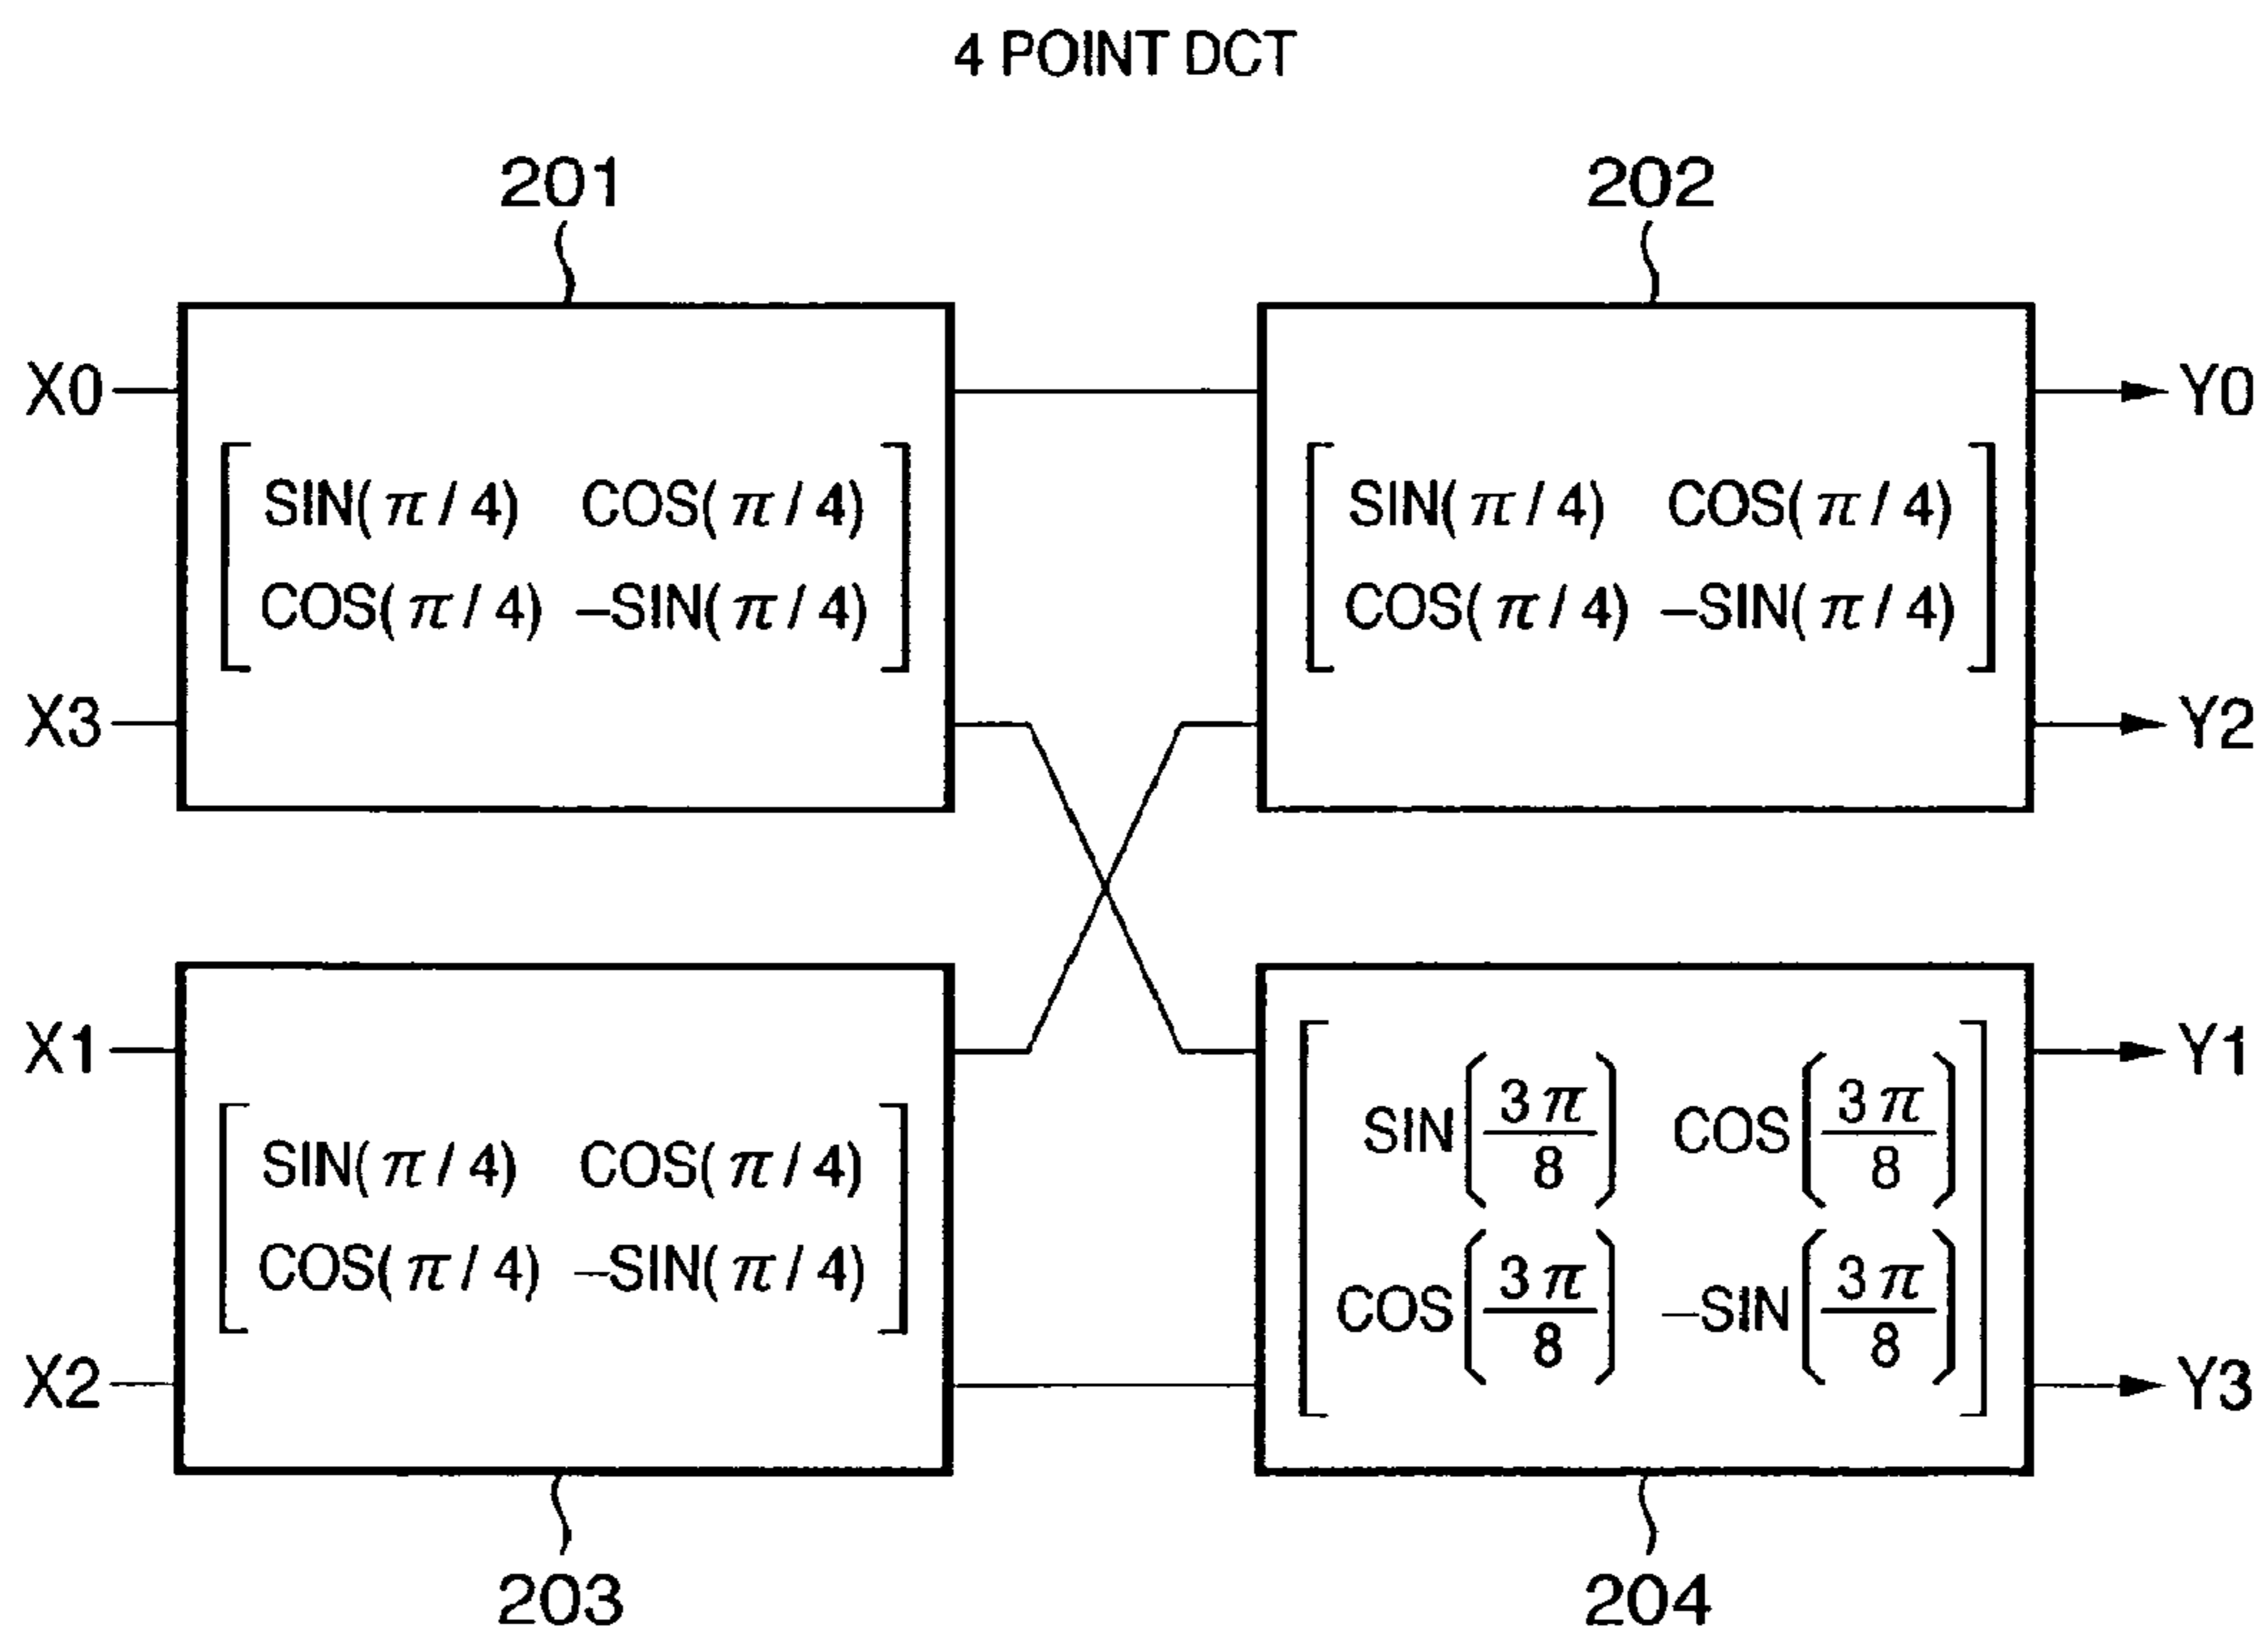 4 POINT DCT
201
202
X0
X3
SIN(π/4) COS(π/4)
COS(π/4) –SIN(π/4)
SIN(π/4) COS(π/4)
COS(π/4) –SIN(π/4)
Y0
Y2
X1
X2
SIN(π/4) COS(π/4)
COS(π/4) –SIN(π/4)
SIN(3π/8) COS(3π/8)
COS(3π/8) –SIN(3π/8)
Y1
Y3
203
204